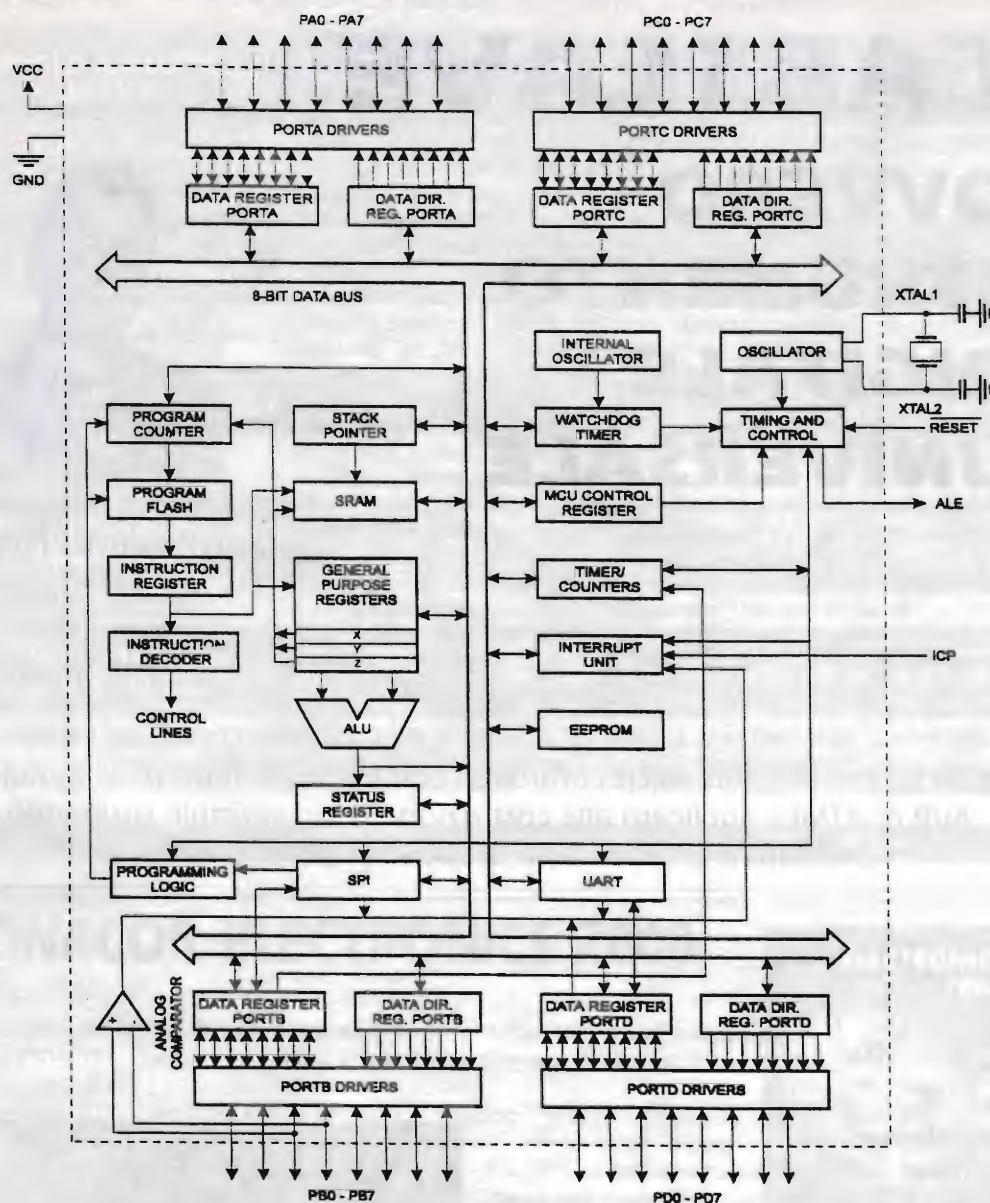 PA0 - PA7
PC0 - PC7
VCC
GND
PORTA DRIVERS
PORTC DRIVERS
DATA REGISTER
PORTA
DATA DIR.
REG. PORTA
DATA REGISTER
PORTC
DATA DIR.
REG. PORTC
8-BIT DATA BUS
INTERNAL
OSCILLATOR
OSCILLATOR
XTAL1
XTAL2
PROGRAM
COUNTER
STACK
POINTER
WATCHDOG
TIMER
TIMING AND
CONTROL
RESET
PROGRAM
FLASH
SRAM
MCU CONTROL
REGISTER
ALE
INSTRUCTION
REGISTER
GENERAL
PURPOSE
REGISTERS
X
Y
Z
TIMER/
COUNTERS
INSTRUCTION
DECODER
INTERRUPT
UNIT
ICP
CONTROL
LINES
ALU
EEPROM
STATUS
REGISTER
PROGRAMMING
LOGIC
SPI
UART
ANALOG
COMPARATOR
+ -
DATA REGISTER
PORTB
DATA DIR.
REG. PORTB
DATA REGISTER
PORTD
DATA DIR.
REG. PORTD
PORTB DRIVERS
PORTD DRIVERS
PB0 - PB7
PD0 - PD7